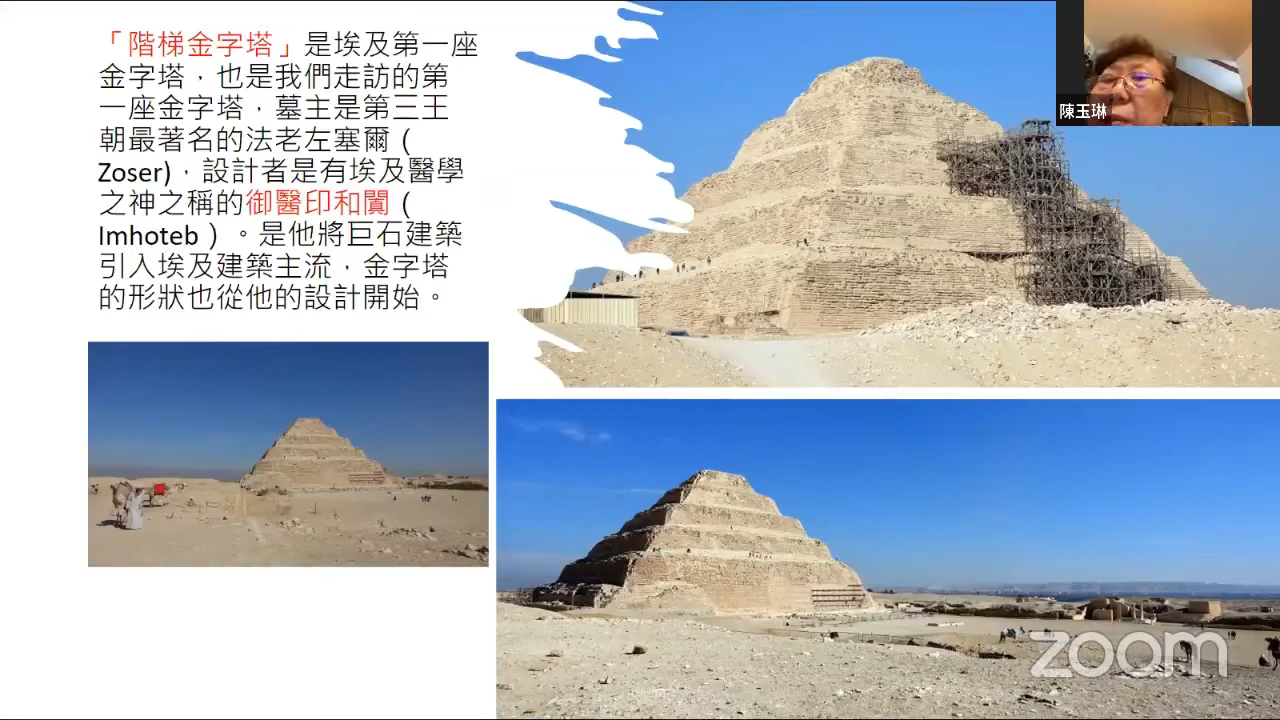 「階梯金字塔」是埃及第一座
金字塔，也是我們走訪的第
一座金字塔，墓主是第三王
朝最著名的法老左塞爾（
Zoser)，設計者是有埃及醫學
之神之稱的御醫印和闐（
Imhoteb ）。是他將巨石建築
引入埃及建築主流，金字塔
的形狀也從他的設計開始。
陳玉琳
zoom